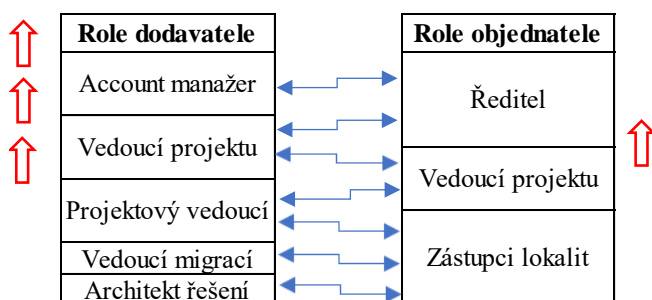 Role dodavatele
Account manažer
Vedoucí projektu
Projektový vedoucí
Vedoucí migrací
Architekt řešení
Role objednatele
Ředitel
Vedoucí projektu
Zástupci lokalit